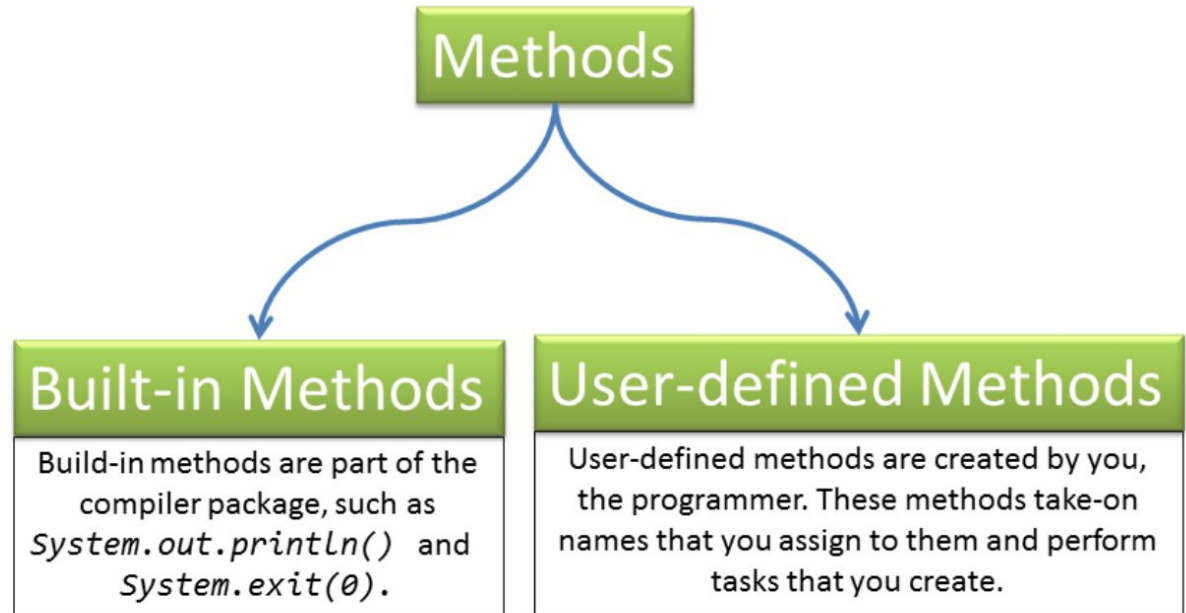 Methods
Built-in Methods
Build-in methods are part of the
compiler package, such as
System.out.println() and
System.exit(0).
User-defined Methods
User-defined methods are created by you,
the programmer. These methods take-on
names that you assign to them and perform
tasks that you create.